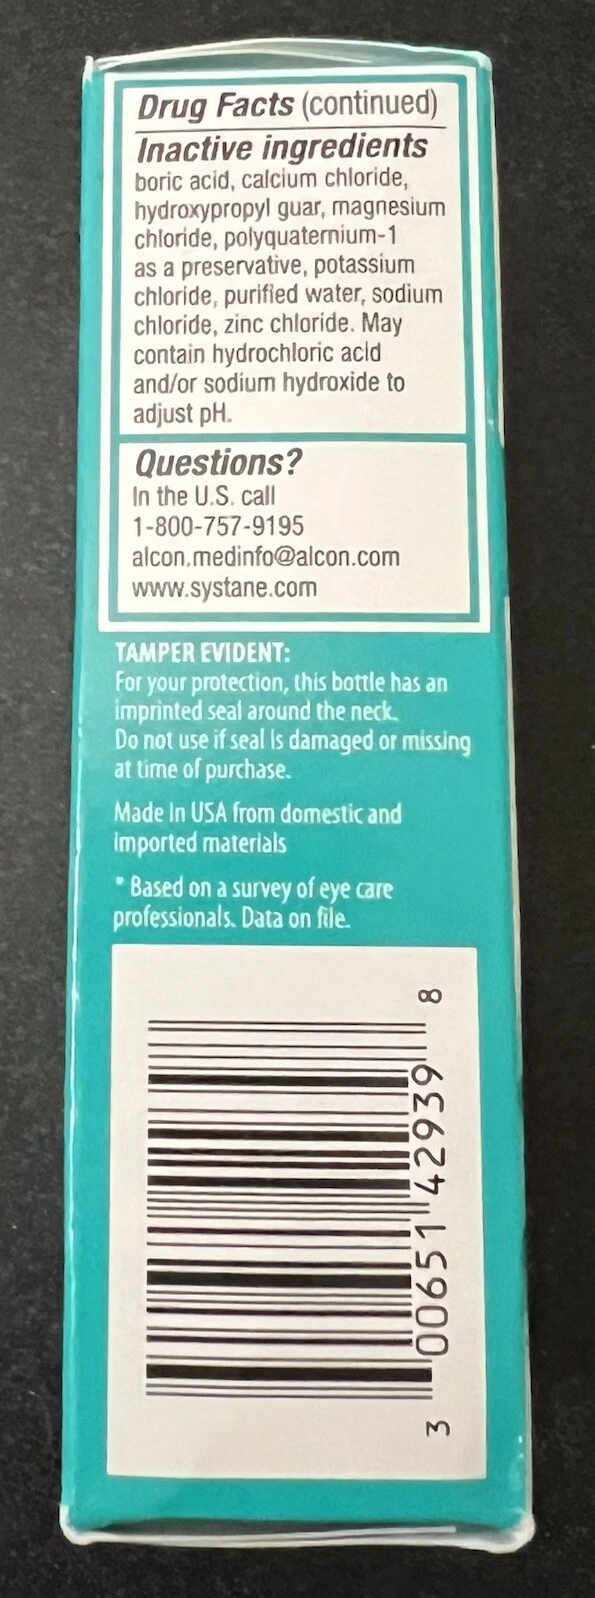 Drug Facts (continued)
Inactive ingredients
boric acid, calcium chloride,
hydroxypropyl guar, magnesium
chloride, polyquaternium-1
as a preservative, potassium
chloride, purified water, sodium
chloride, zinc chloride. May
contain hydrochloric acid
and/or sodium hydroxide to
adjust pH.
Questions?
In the U.S. call
1-800-757-9195
alcon.medinfo@alcon.com
www.systane.com
TAMPER EVIDENT:
For your protection, this bottle has an
imprinted seal around the neck.
Do not use if seal is damaged or missing
at time of purchase.
Made in USA from domestic and
imported materials
* Based on a survey of eye care
professionals. Data on file.
3 00651 42939 8